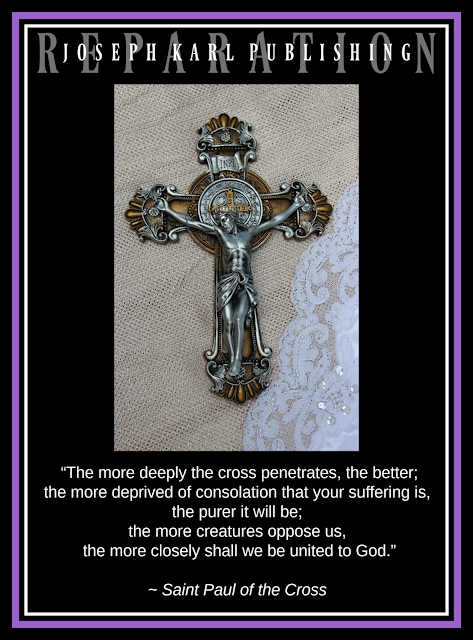 REPARATION
JOSEPH KARL PUBLISHING
INRI
“The more deeply the cross penetrates, the better;
the more deprived of consolation that your suffering is,
the purer it will be;
the more creatures oppose us,
the more closely shall we be united to God.”
~ Saint Paul of the Cross